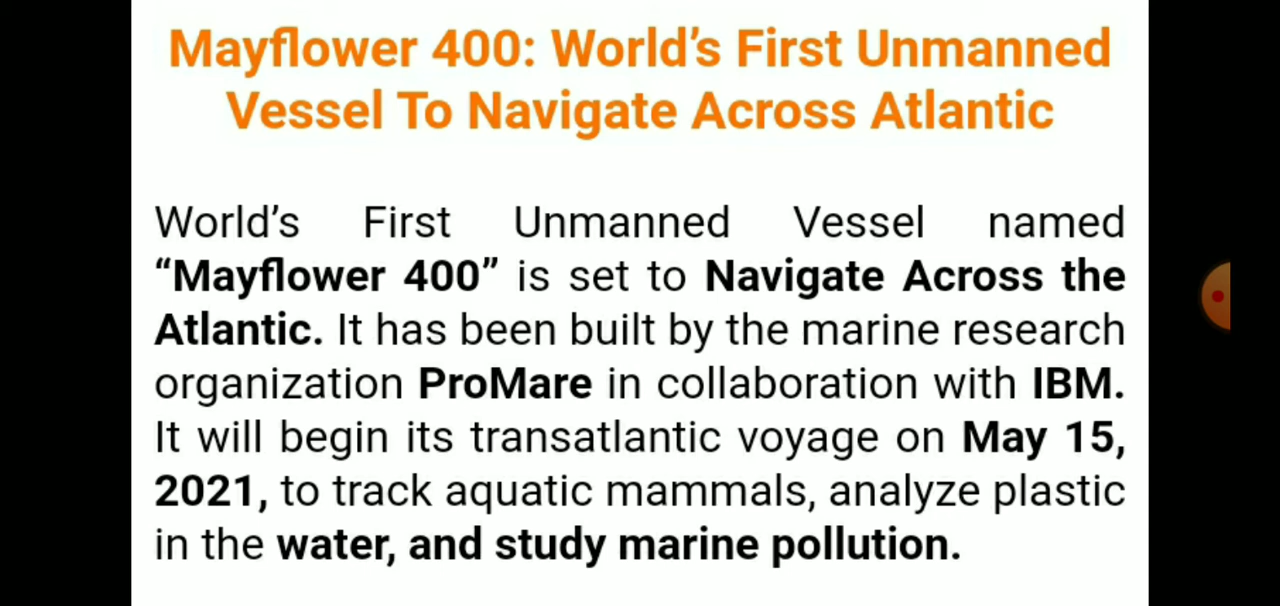 Mayflower 400: World’s First Unmanned
Vessel To Navigate Across Atlantic
World’s First Unmanned Vessel named
“Mayflower 400” is set to Navigate Across the
Atlantic. It has been built by the marine research
organization ProMare in collaboration with IBM.
It will begin its transatlantic voyage on May 15,
2021, to track aquatic mammals, analyze plastic
in the water, and study marine pollution.